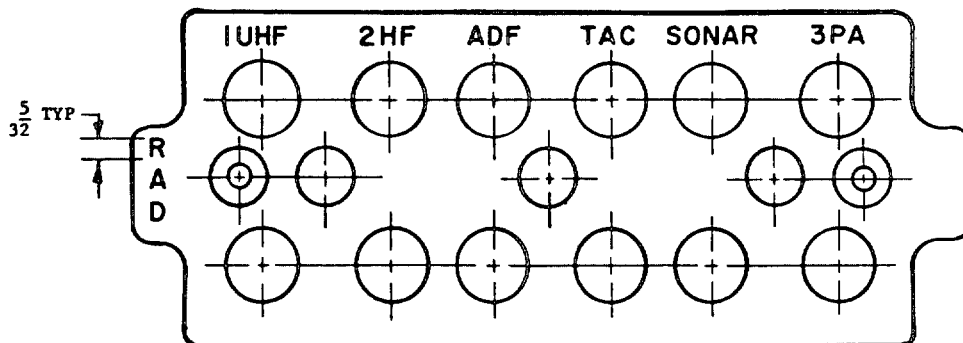 1UHF 2HF ADF TAC SONAR 3PA
5/32 TYP
R
A
D